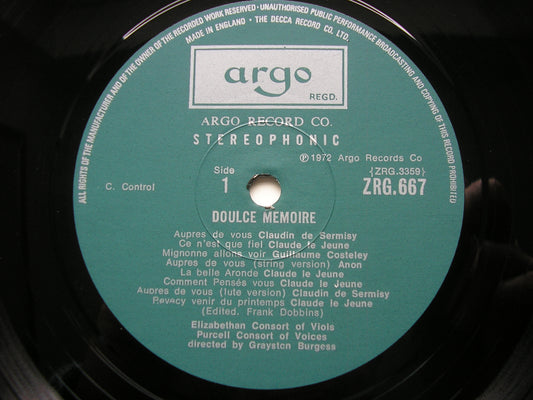 ALL RIGHTS OF THE MANUFACTURER AND OF THE OWNER OF THE RECORDED WORK RESERVED · UNAUTHORISED PUBLIC PERFORMANCE BROADCASTING AND COPYING OF THIS RECORD PROHIBITED
MADE IN ENGLAND · THE DECCA RECORD CO. LTD.
argo
REGD.
ARGO RECORD CO.
STEREOPHONIC
℗ 1972 Argo Records Co
Side {ZRG.3359}
C. Control 1 ZRG.667
DOULCE MEMOIRE
Aupres de vous Claudin de Sermisy
Ce n'est que fiel Claude le Jeune
Mignonne allons voir Guillaume Costeley
Aupres de vous (string version) Anon
La belle Aronde Claude le Jeune
Comment Pensés vous Claude le Jeune
Aupres de vous (lute version) Claudin de Sermisy
Revecy venir du printemps Claude le Jeune
(Edited. Frank Dobbins)
Elizabethan Consort of Viols
Purcell Consort of Voices
directed by Grayston Burgess